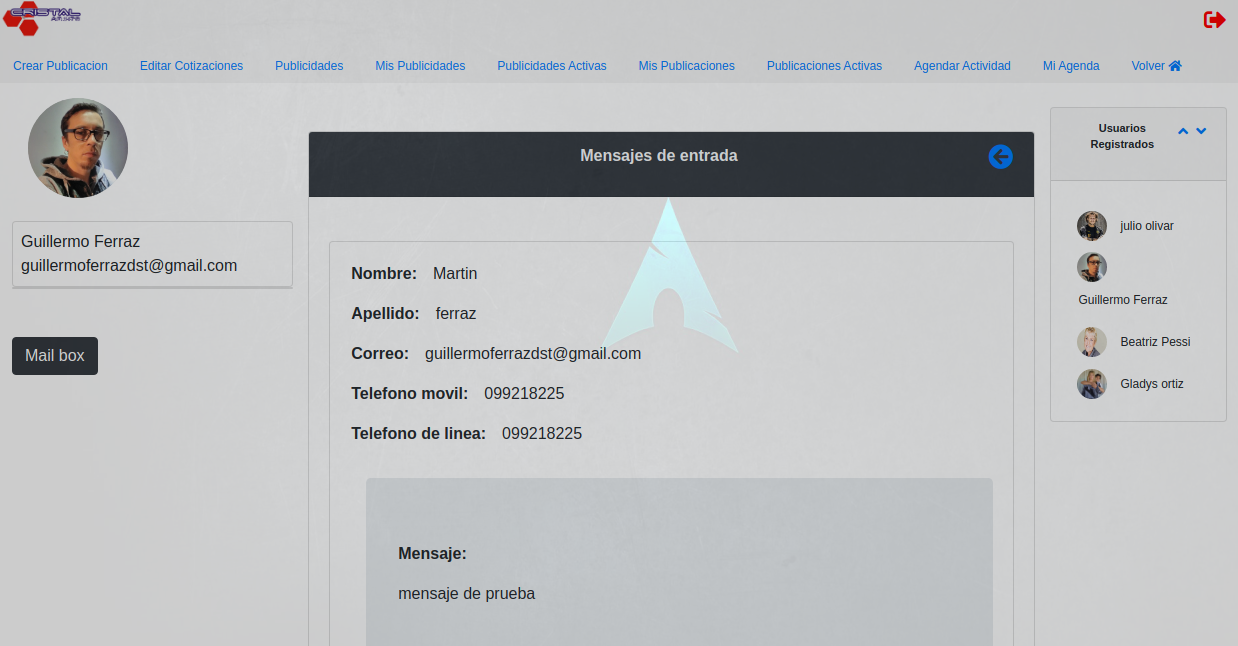 CRISTAL
Crear Publicacion Editar Cotizaciones Publicidades Mis Publicidades Publicidades Activas Mis Publicaciones Publicaciones Activas Agendar Actividad Mi Agenda Volver
Guillermo Ferraz
guillermoferrazdst@gmail.com
Mail box
Mensajes de entrada
Nombre: Martin
Apellido: ferraz
Correo: guillermoferrazdst@gmail.com
Telefono movil: 099218225
Telefono de linea: 099218225
Mensaje:
mensaje de prueba
Usuarios
Registrados
julio olivar
Guillermo Ferraz
Beatriz Pessi
Gladys ortiz